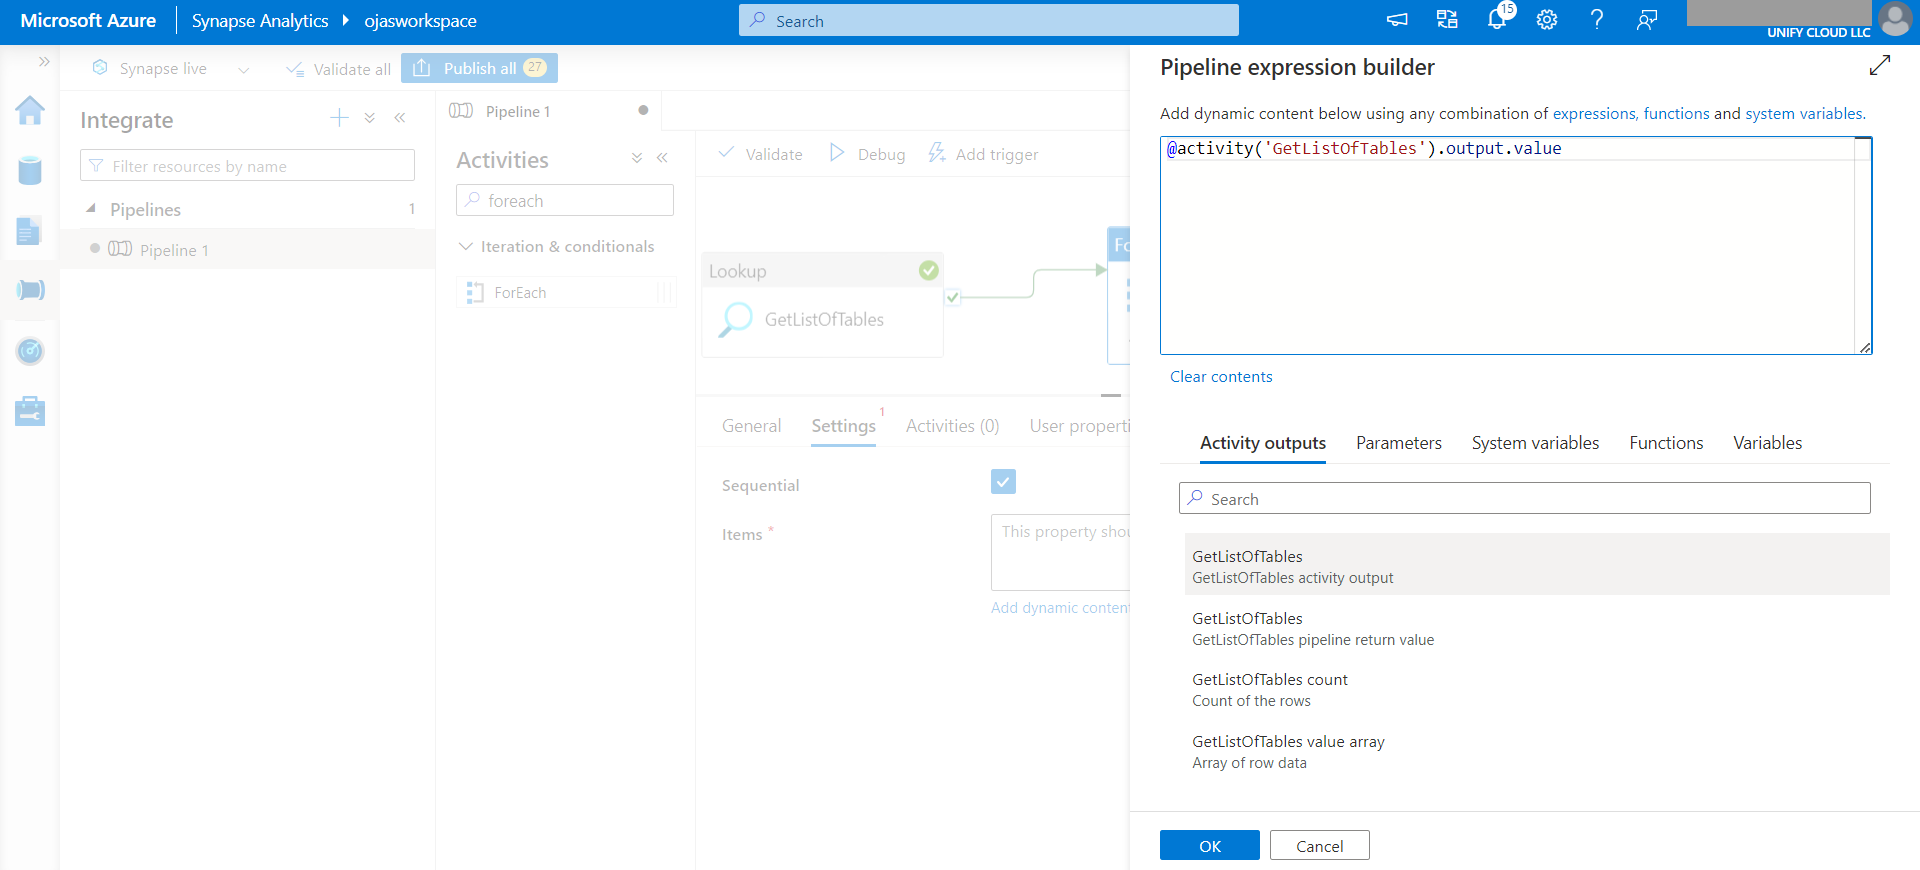 Microsoft Azure
Synapse Analytics
ojasworkspace
Search
15
UNIFY CLOUD LLC
Synapse live
Validate all
Publish all
27
Integrate
Filter resources by name
Pipelines
1
Pipeline 1
Pipeline 1
Activities
foreach
Iteration & conditionals
ForEach
Validate
Debug
Add trigger
Lookup
GetListOfTables
Fo
General
Settings
1
Activities (0)
User properti
Sequential
Items *
This property shou
Add dynamic conten
Pipeline expression builder
Add dynamic content below using any combination of expressions, functions and system variables.
@activity('GetListOfTables').output.value
Clear contents
Activity outputs
Parameters
System variables
Functions
Variables
Search
GetListOfTables
GetListOfTables activity output
GetListOfTables
GetListOfTables pipeline return value
GetListOfTables count
Count of the rows
GetListOfTables value array
Array of row data
OK
Cancel